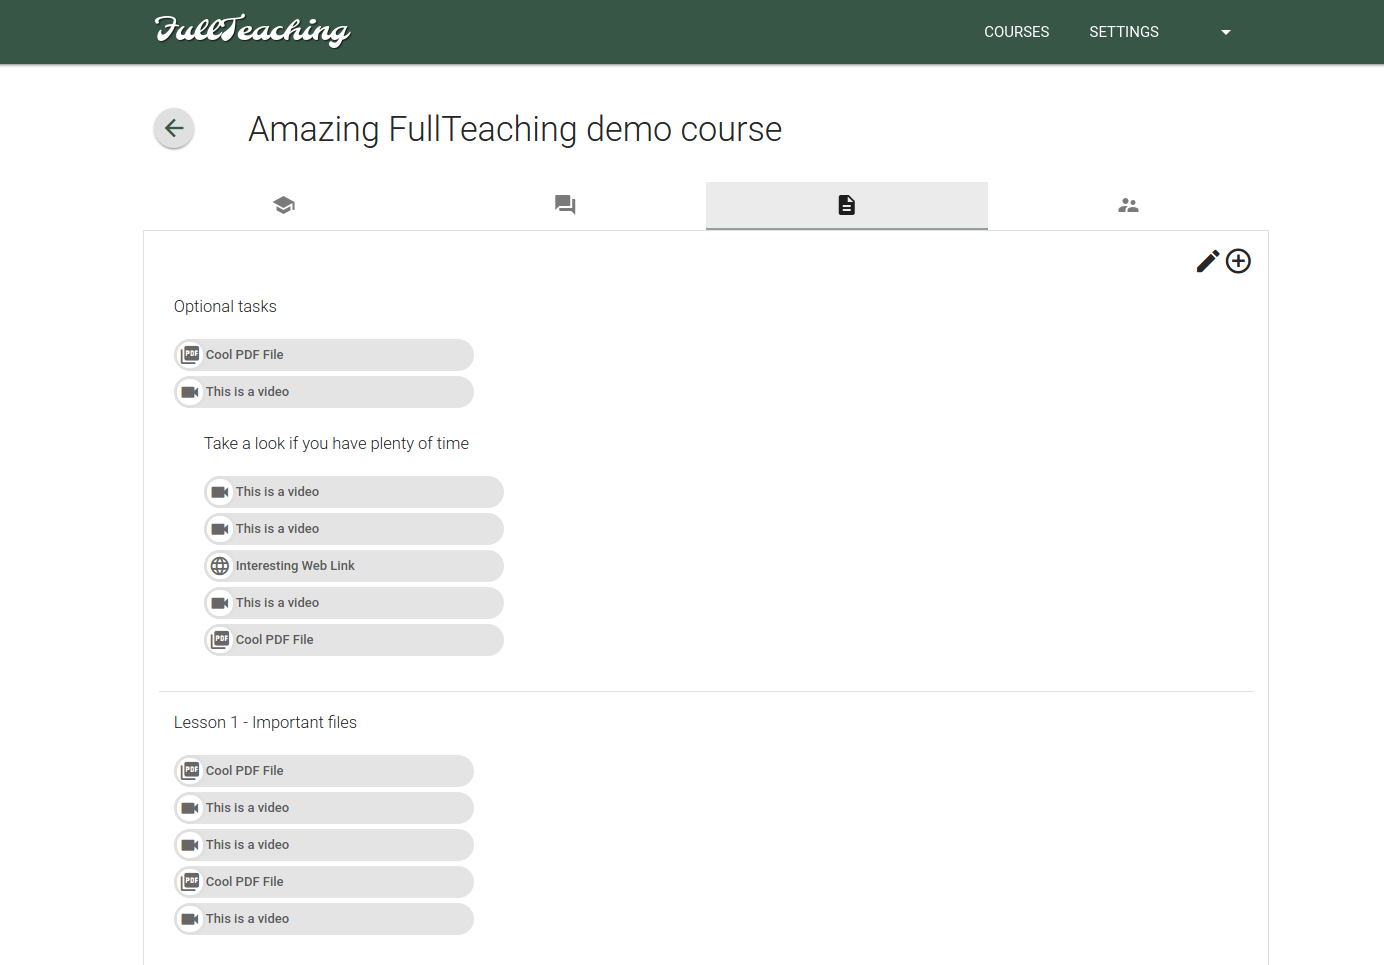 FullTeaching
COURSES
SETTINGS
Amazing FullTeaching demo course
Optional tasks
PDF
Cool PDF File
This is a video
Take a look if you have plenty of time
This is a video
This is a video
Interesting Web Link
This is a video
PDF
Cool PDF File
Lesson 1 - Important files
PDF
Cool PDF File
This is a video
This is a video
PDF
Cool PDF File
This is a video